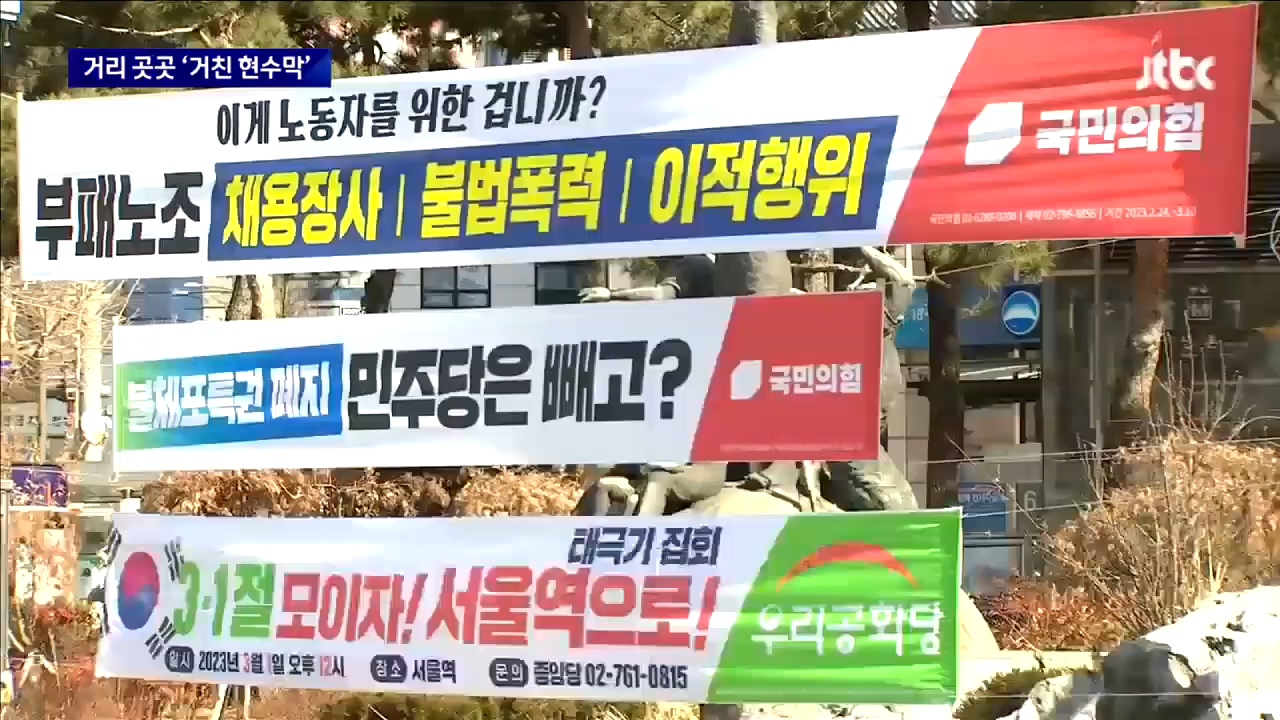 거리 곳곳 ‘거친 현수막’
jtbc
이게 노동자를 위한 겁니까?
부패노조 채용장사 | 불법폭력 | 이적행위
국민의힘
불체포특권 폐지 민주당은 빼고?
국민의힘
태극기 집회
3·1절 모이자! 서울역으로!
우리공화당
일시 2023년 3월 1일 오후 12시 장소 서울역 문의 중앙당 02-761-0815